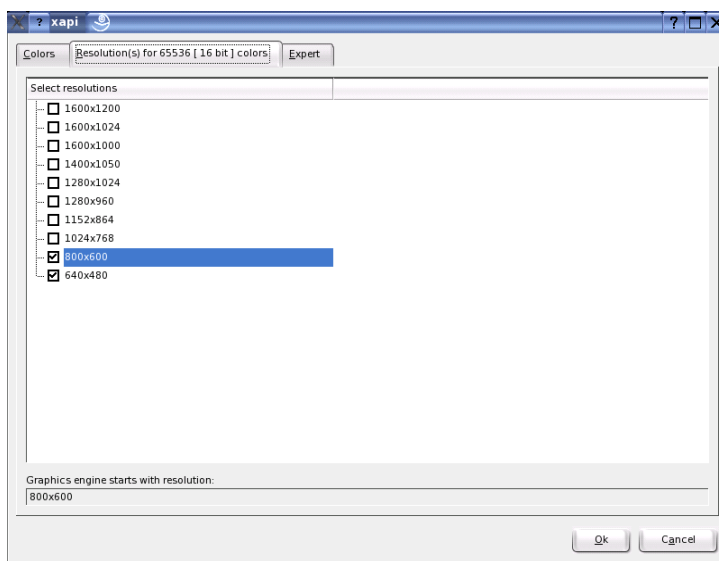 ? xapi ?
Colors Resolution(s) for 65536 [ 16 bit ] colors Expert
Select resolutions
1600x1200
1600x1024
1600x1000
1400x1050
1280x1024
1280x960
1152x864
1024x768
800x600
640x480
Graphics engine starts with resolution:
800x600
Ok Cancel